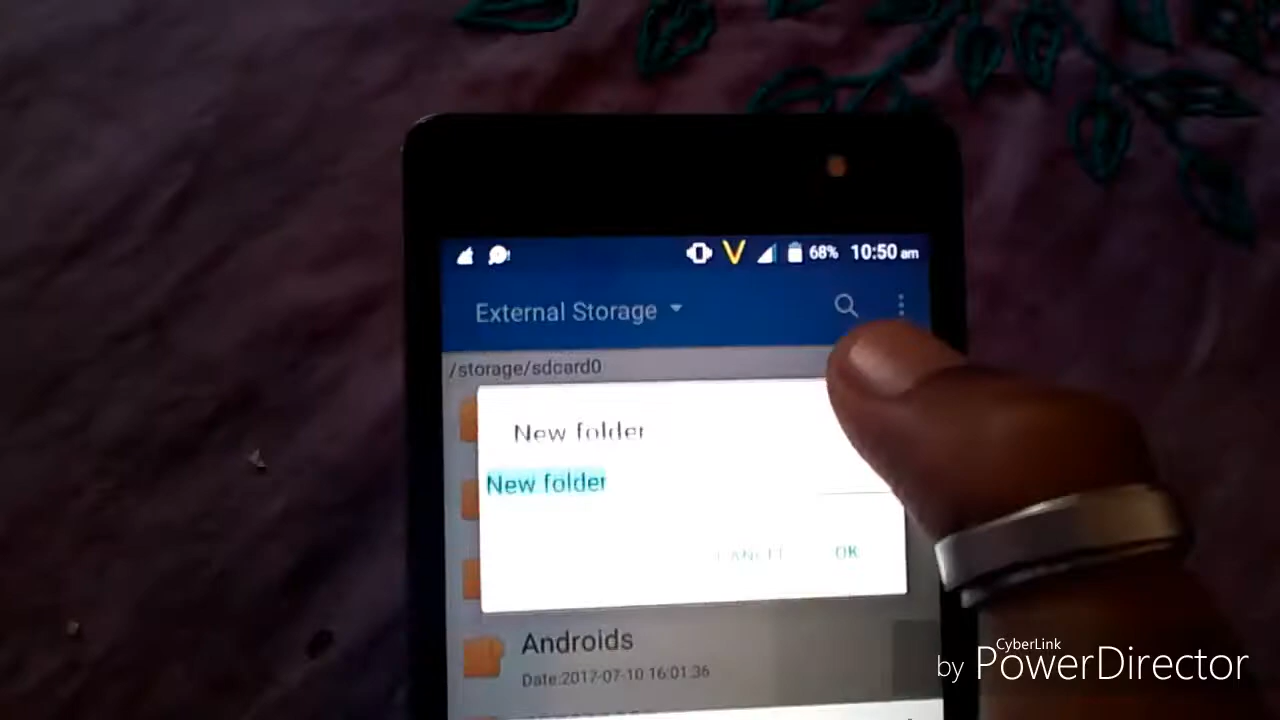 68% 10:50 am
External Storage
/storage/sdcard0
New folder
New folder
CANCEL OK
Androids
Date:2017-07-10 16:01:36
CyberLink
by PowerDirector